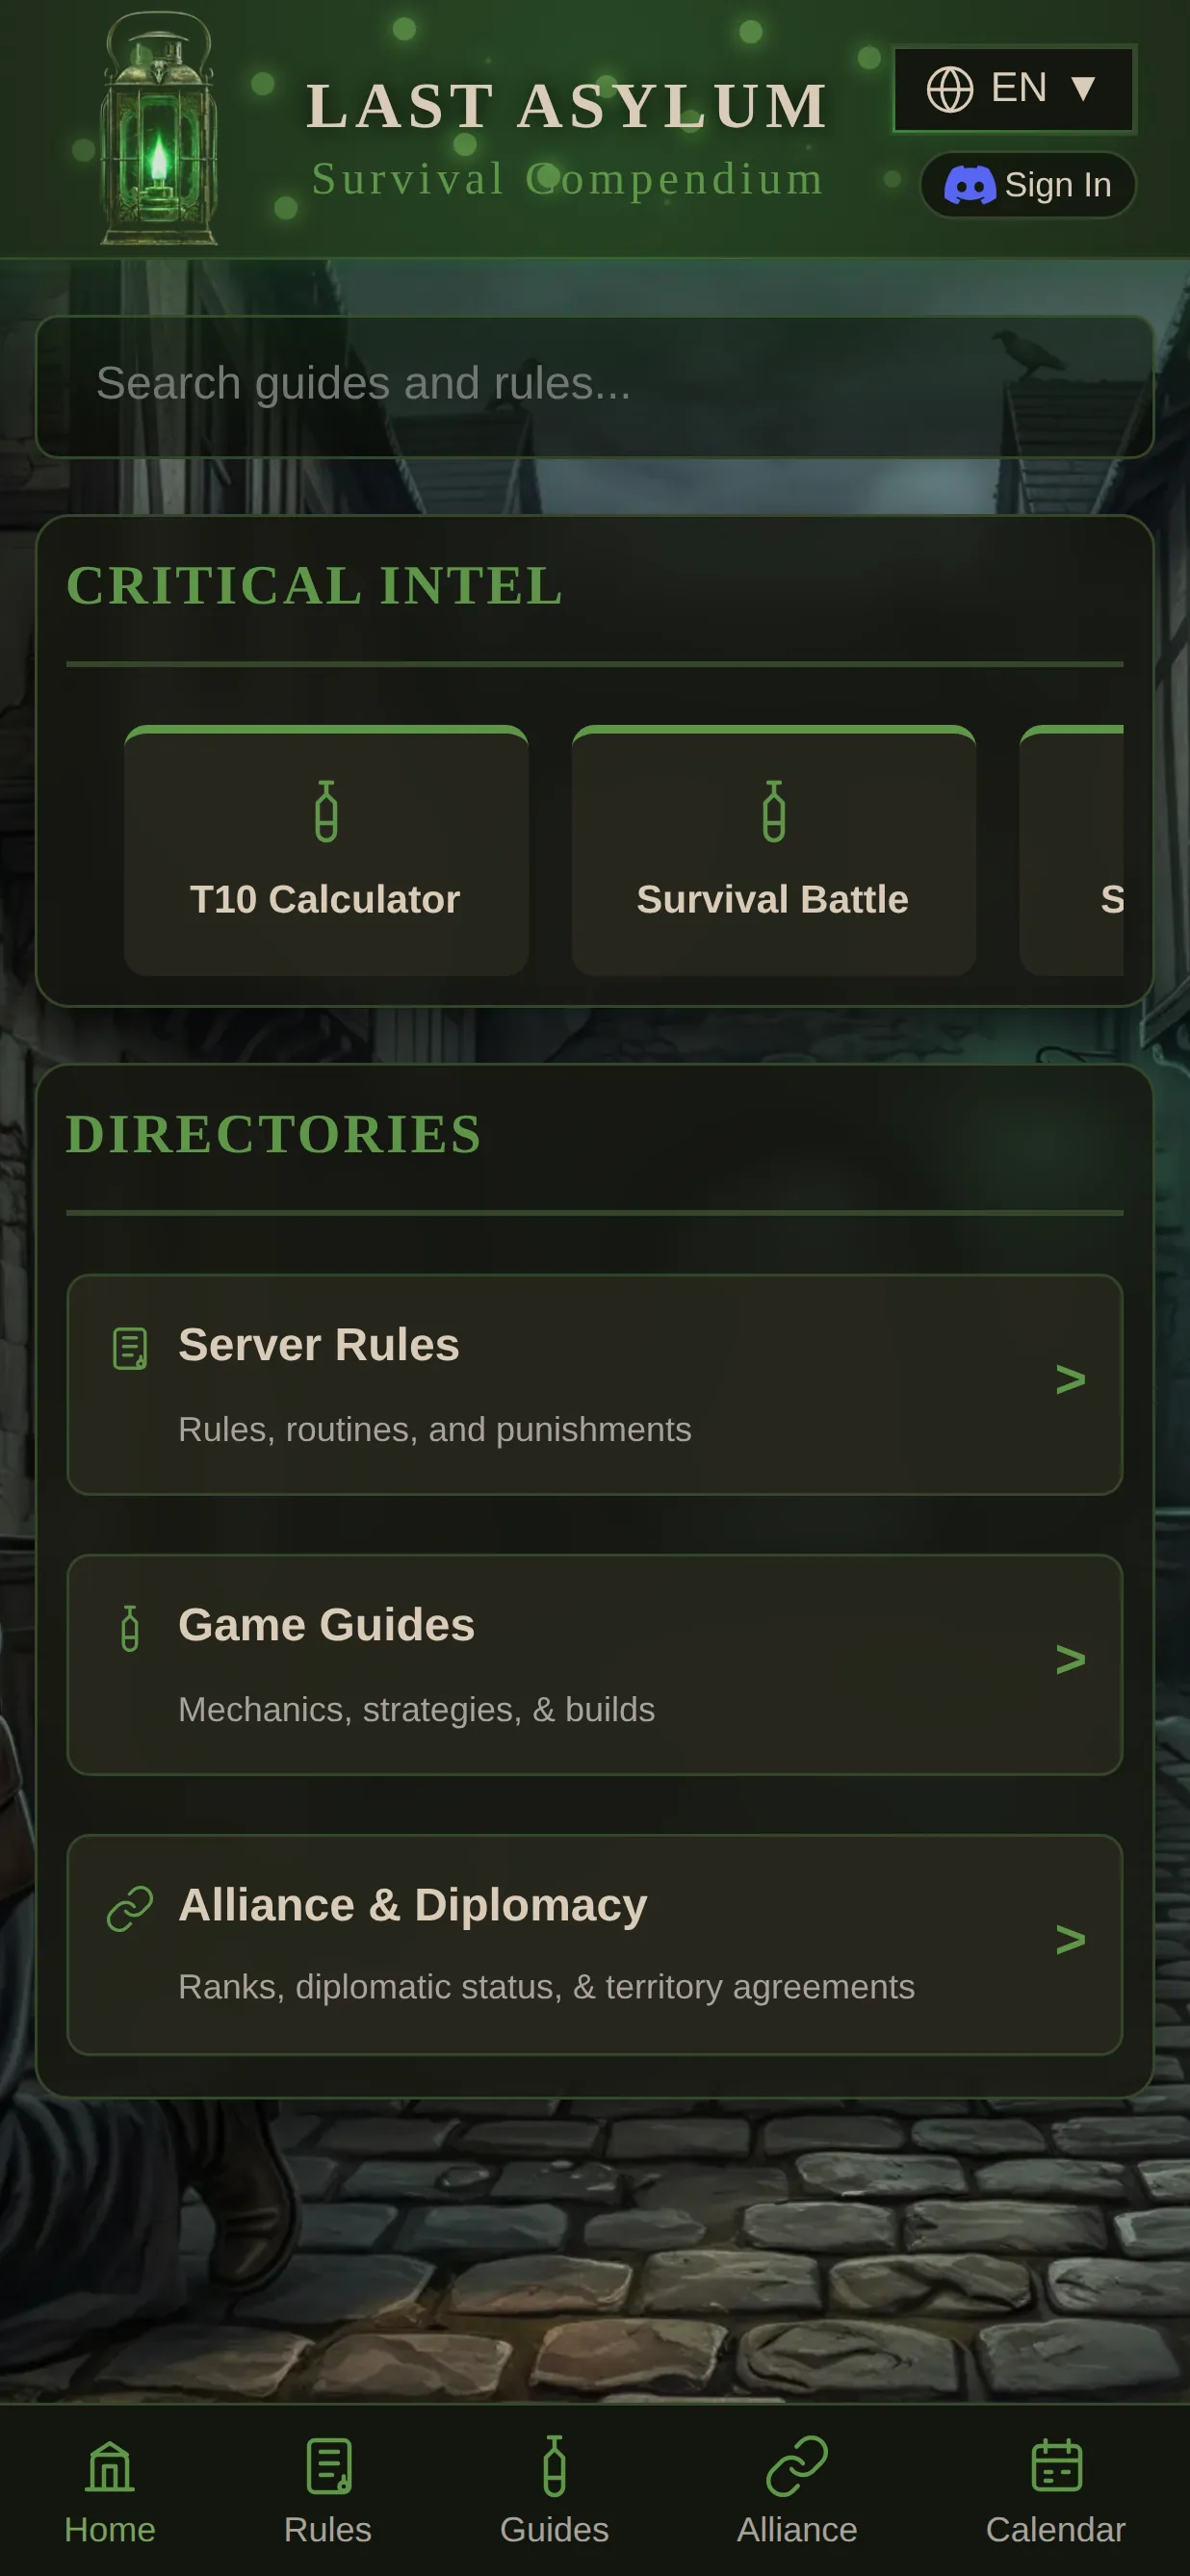 LAST ASYLUM
Survival Compendium
EN ▼
Sign In
Search guides and rules...
CRITICAL INTEL
T10 Calculator
Survival Battle
S
DIRECTORIES
Server Rules
Rules, routines, and punishments
>
Game Guides
Mechanics, strategies, & builds
>
Alliance & Diplomacy
Ranks, diplomatic status, & territory agreements
>
Home
Rules
Guides
Alliance
Calendar